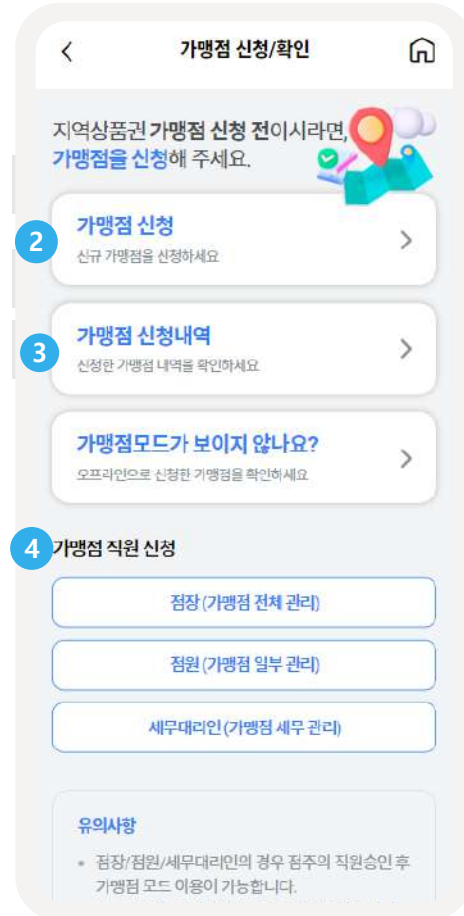 가맹점 신청/확인
지역상품권 가맹점 신청 전이시라면,
가맹점을 신청해 주세요.
2
가맹점 신청
신규 가맹점을 신청하세요
3
가맹점 신청내역
신청한 가맹점 내역을 확인하세요
가맹점모드가 보이지 않나요?
오프라인으로 신청한 가맹점을 확인하세요
4 가맹점 직원 신청
점장 (가맹점 전체 관리)
점원 (가맹점 일부 관리)
세무대리인 (가맹점 세무 관리)
유의사항
• 점장/점원/세무대리인의 경우 점주의 직원승인 후
가맹점 모드 이용이 가능합니다.